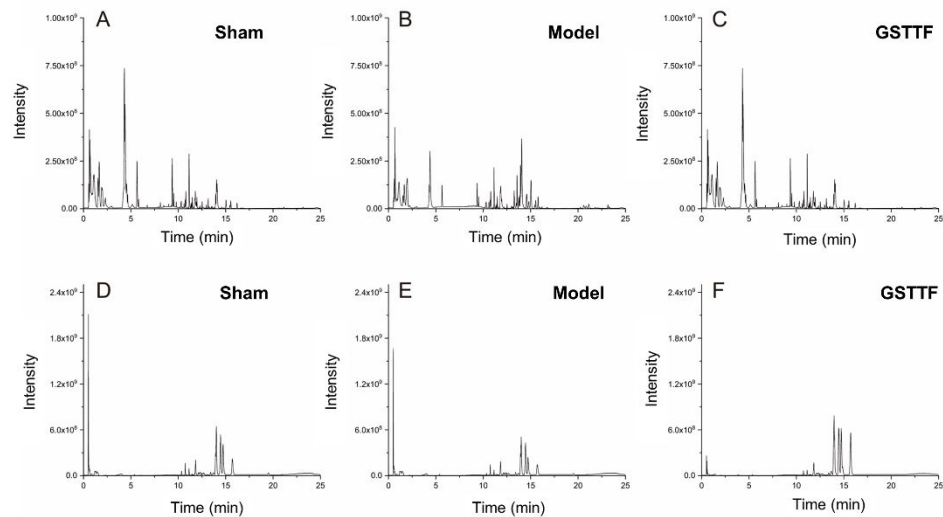 A
Sham
1.00x10⁹
7.50x10⁸
5.00x10⁸
2.50x10⁸
0.00
Intensity
0 5 10 15 20 25
Time (min)
B
Model
1.00x10⁹
7.50x10⁸
5.00x10⁸
2.50x10⁸
0.00
Intensity
0 5 10 15 20 25
Time (min)
C
GSTTF
1.00x10⁹
7.50x10⁸
5.00x10⁸
2.50x10⁸
0.00
Intensity
0 5 10 15 20 25
Time (min)
D
Sham
2.4x10⁹
1.8x10⁹
1.2x10⁹
6.0x10⁸
0.0
Intensity
0 5 10 15 20 25
Time (min)
E
Model
2.4x10⁹
1.8x10⁹
1.2x10⁹
6.0x10⁸
0.0
Intensity
0 5 10 15 20 25
Time (min)
F
GSTTF
2.4x10⁹
1.8x10⁹
1.2x10⁹
6.0x10⁸
0.0
Intensity
0 5 10 15 20 25
Time (min)